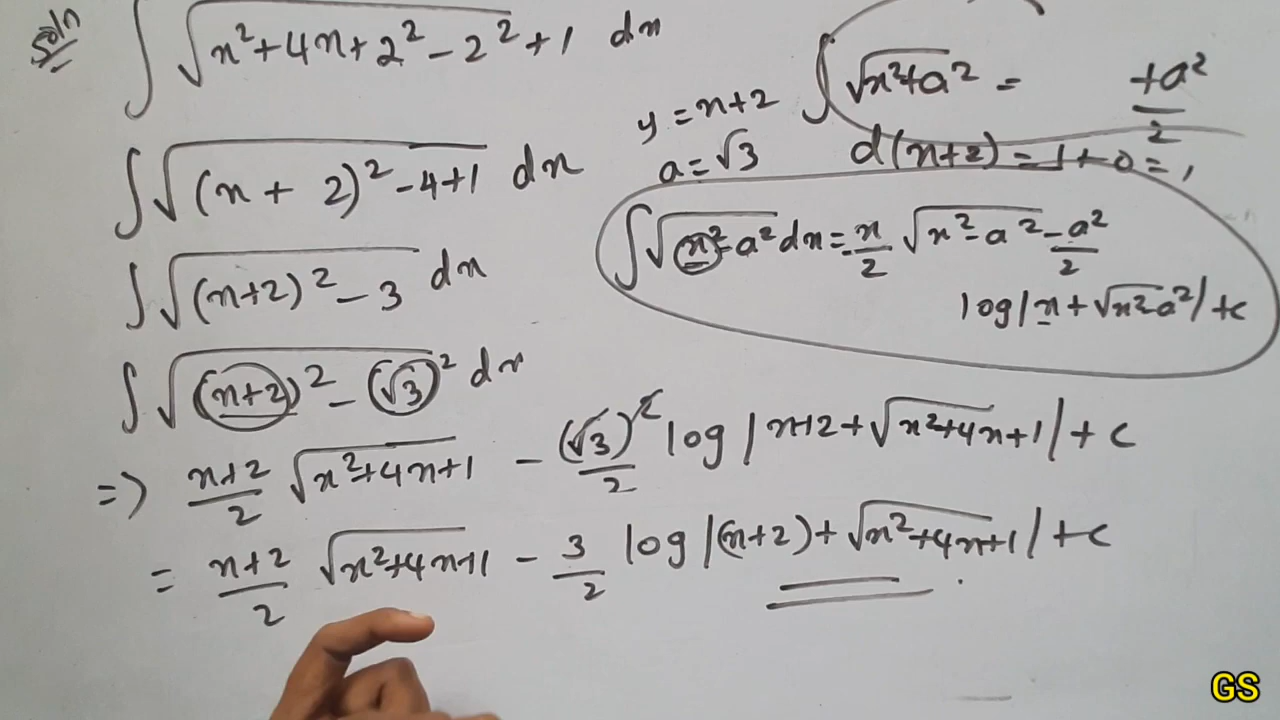 Soln
∫ √(x²+4x+2²-2²+1) dx
∫ √((x+2)²-4+1) dx
∫ √((x+2)²-3) dx
∫ √((x+2)²-(√3)²) dx
∫ √(x²+a²) = +a²/2
y = x+2
a = √3
d(x+2) = 1+0 = 1
∫ √(x²-a²) dx = x/2 √(x²-a²) -a²/2
log|x+√(x²-a²)|+c
=> (x+2)/2 √(x²+4x+1) - (√3)²/2 log|x+2+√(x²+4x+1)|+c
= (x+2)/2 √(x²+4x+1) - 3/2 log|(x+2)+√(x²+4x+1)|+c
GS